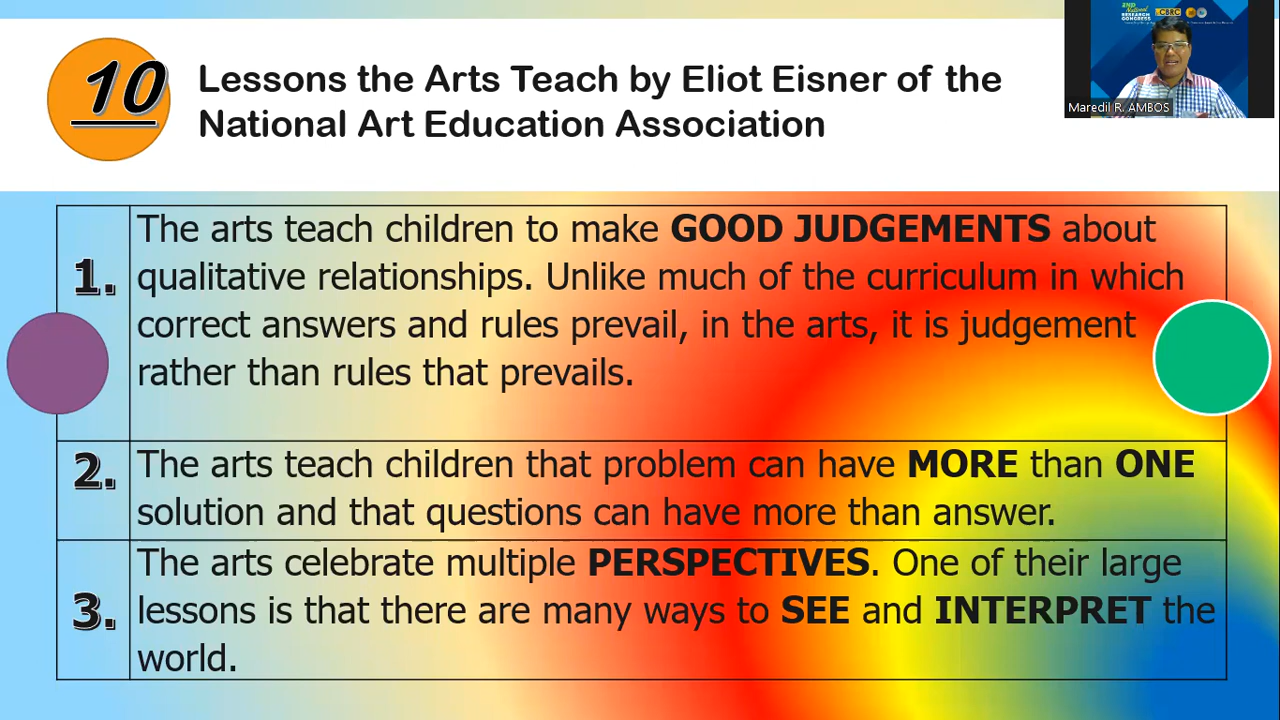 10
Lessons the Arts Teach by Eliot Eisner of the
National Art Education Association
2ND National
RESEARCH
CONGRESS
CBRC
Maredil R. AMBOS
1.
The arts teach children to make GOOD JUDGEMENTS about
qualitative relationships. Unlike much of the curriculum in which
correct answers and rules prevail, in the arts, it is judgement
rather than rules that prevails.
2.
The arts teach children that problem can have MORE than ONE
solution and that questions can have more than answer.
3.
The arts celebrate multiple PERSPECTIVES. One of their large
lessons is that there are many ways to SEE and INTERPRET the
world.